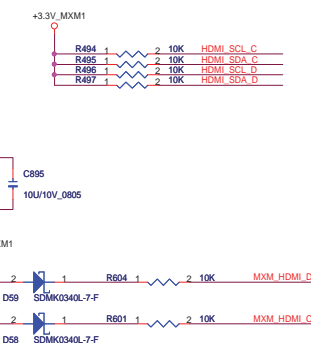 +3.3V_MXM1
R494 1 2 10K HDMI_SCL_C
R495 1 2 10K HDMI_SDA_C
R496 1 2 10K HDMI_SCL_D
R497 1 2 10K HDMI_SDA_D
C895
10U/10V_0805
M1
2 1 R604 1 2 10K MXM_HDMI_D
D59 SDMK0340L-7-F
2 1 R601 1 2 10K MXM_HDMI_C
D58 SDMK0340L-7-F